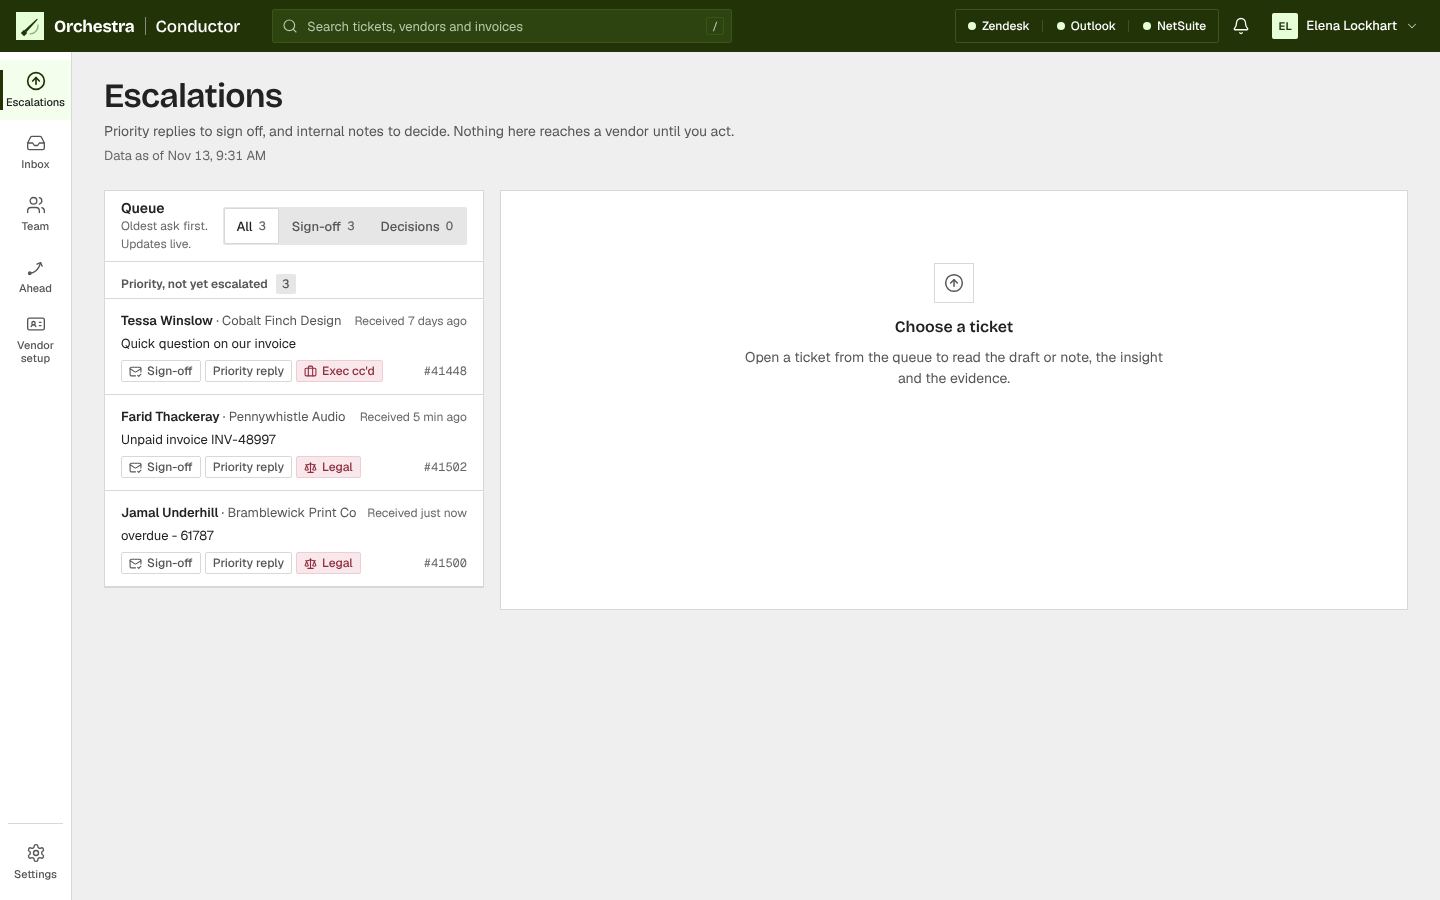 Orchestra
Conductor
Search tickets, vendors and invoices
/
Zendesk
Outlook
NetSuite
EL
Elena Lockhart
Escalations
Inbox
Team
Ahead
Vendor
setup
Settings
Escalations
Priority replies to sign off, and internal notes to decide. Nothing here reaches a vendor until you act.
Data as of Nov 13, 9:31 AM
Queue
Oldest ask first.
Updates live.
All 3
Sign-off 3
Decisions 0
Priority, not yet escalated 3
Tessa Winslow · Cobalt Finch Design Received 7 days ago
Quick question on our invoice
Sign-off Priority reply Exec cc'd #41448
Farid Thackeray · Pennywhistle Audio Received 5 min ago
Unpaid invoice INV-48997
Sign-off Priority reply Legal #41502
Jamal Underhill · Bramblewick Print Co Received just now
overdue - 61787
Sign-off Priority reply Legal #41500
Choose a ticket
Open a ticket from the queue to read the draft or note, the insight
and the evidence.